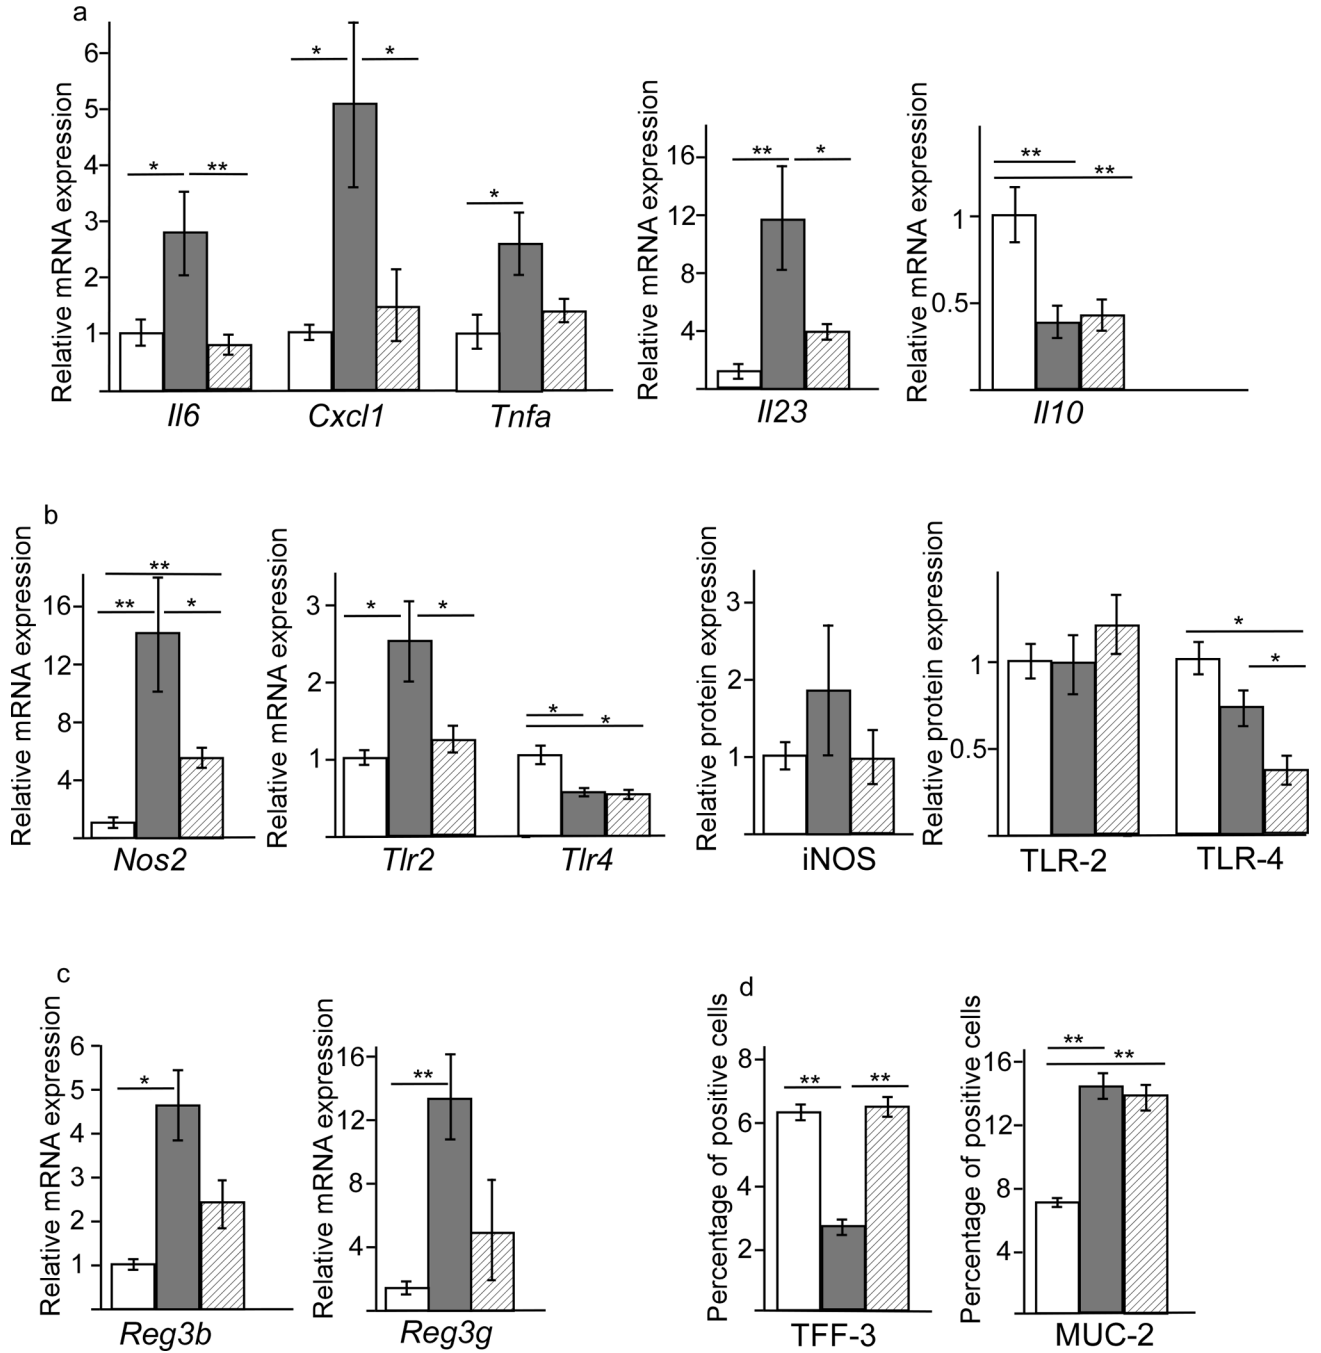 a
Relative mRNA expression
6
5
4
3
2
1
* **
* *
*
Il6 Cxcl1 Tnfa
Relative mRNA expression
16
12
8
4
** *
Il23
Relative mRNA expression
1
0.5
**
**
Il10
b
Relative mRNA expression
16
12
8
4
**
** *
Nos2
Relative mRNA expression
3
2
1
* *
*
*
Tlr2 Tlr4
Relative protein expression
3
2
1
iNOS
Relative protein expression
1
0.5
*
*
TLR-2 TLR-4
c
Relative mRNA expression
6
5
4
3
2
1
*
Reg3b
Relative mRNA expression
16
12
8
4
**
Reg3g
d
Percentage of positive cells
8
6
4
2
** **
TFF-3
Percentage of positive cells
16
12
8
4
**
**
MUC-2